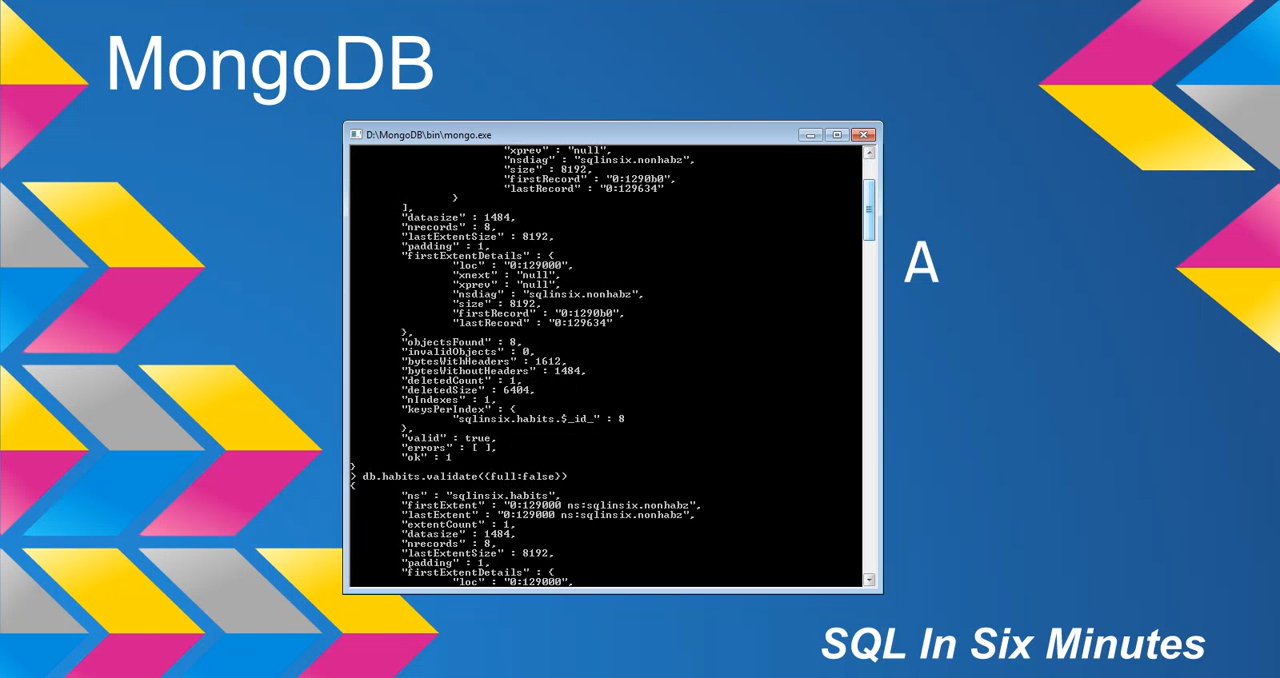 MongoDB
D:\MongoDB\bin\mongo.exe
"xprev" : "null",
"nsdiag" : "sqlinsix.nonhabz",
"size" : 8192,
"firstRecord" : "0:1290b0",
"lastRecord" : "0:129634"
}
],
"datasize" : 1484,
"nrecords" : 8,
"lastExtentSize" : 8192,
"padding" : 1,
"firstExtentDetails" : {
"loc" : "0:129000",
"xnext" : "null",
"xprev" : "null",
"nsdiag" : "sqlinsix.nonhabz",
"size" : 8192,
"firstRecord" : "0:1290b0",
"lastRecord" : "0:129634"
},
"objectsFound" : 8,
"invalidObjects" : 0,
"bytesWithHeaders" : 1612,
"bytesWithoutHeaders" : 1484,
"deletedCount" : 1,
"deletedSize" : 6404,
"nIndexes" : 1,
"keysPerIndex" : {
"sqlinsix.habits.$_id_" : 8
},
"valid" : true,
"errors" : [ ],
"ok" : 1
}
> db.habits.validate({full:false})
{
"ns" : "sqlinsix.habits",
"firstExtent" : "0:129000 ns:sqlinsix.nonhabz",
"lastExtent" : "0:129000 ns:sqlinsix.nonhabz",
"extentCount" : 1,
"datasize" : 1484,
"nrecords" : 8,
"lastExtentSize" : 8192,
"padding" : 1,
"firstExtentDetails" : {
"loc" : "0:129000",
A
SQL In Six Minutes